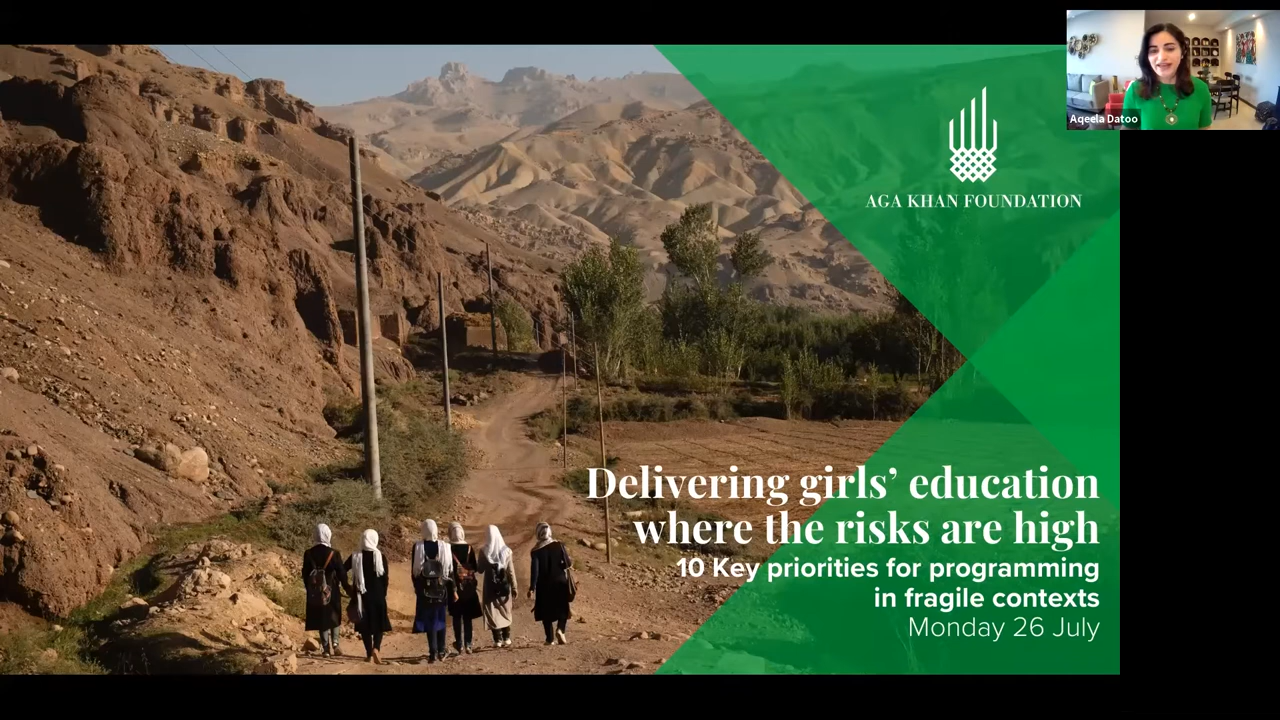 Aqeela Datoo
AGA KHAN FOUNDATION
Delivering girls’ education
where the risks are high
10 Key priorities for programming
in fragile contexts
Monday 26 July